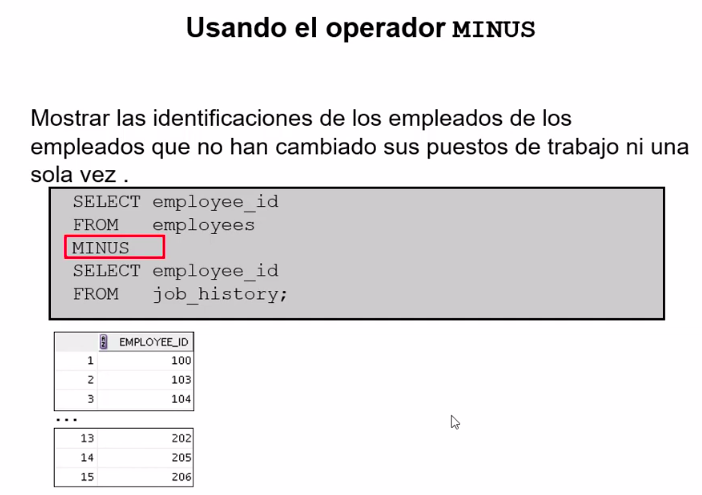 Usando el operador MINUS
Mostrar las identificaciones de los empleados de los
empleados que no han cambiado sus puestos de trabajo ni una
sola vez .
SELECT employee_id
FROM employees
MINUS
SELECT employee_id
FROM job_history;
EMPLOYEE_ID
1 100
2 103
3 104
...
13 202
14 205
15 206